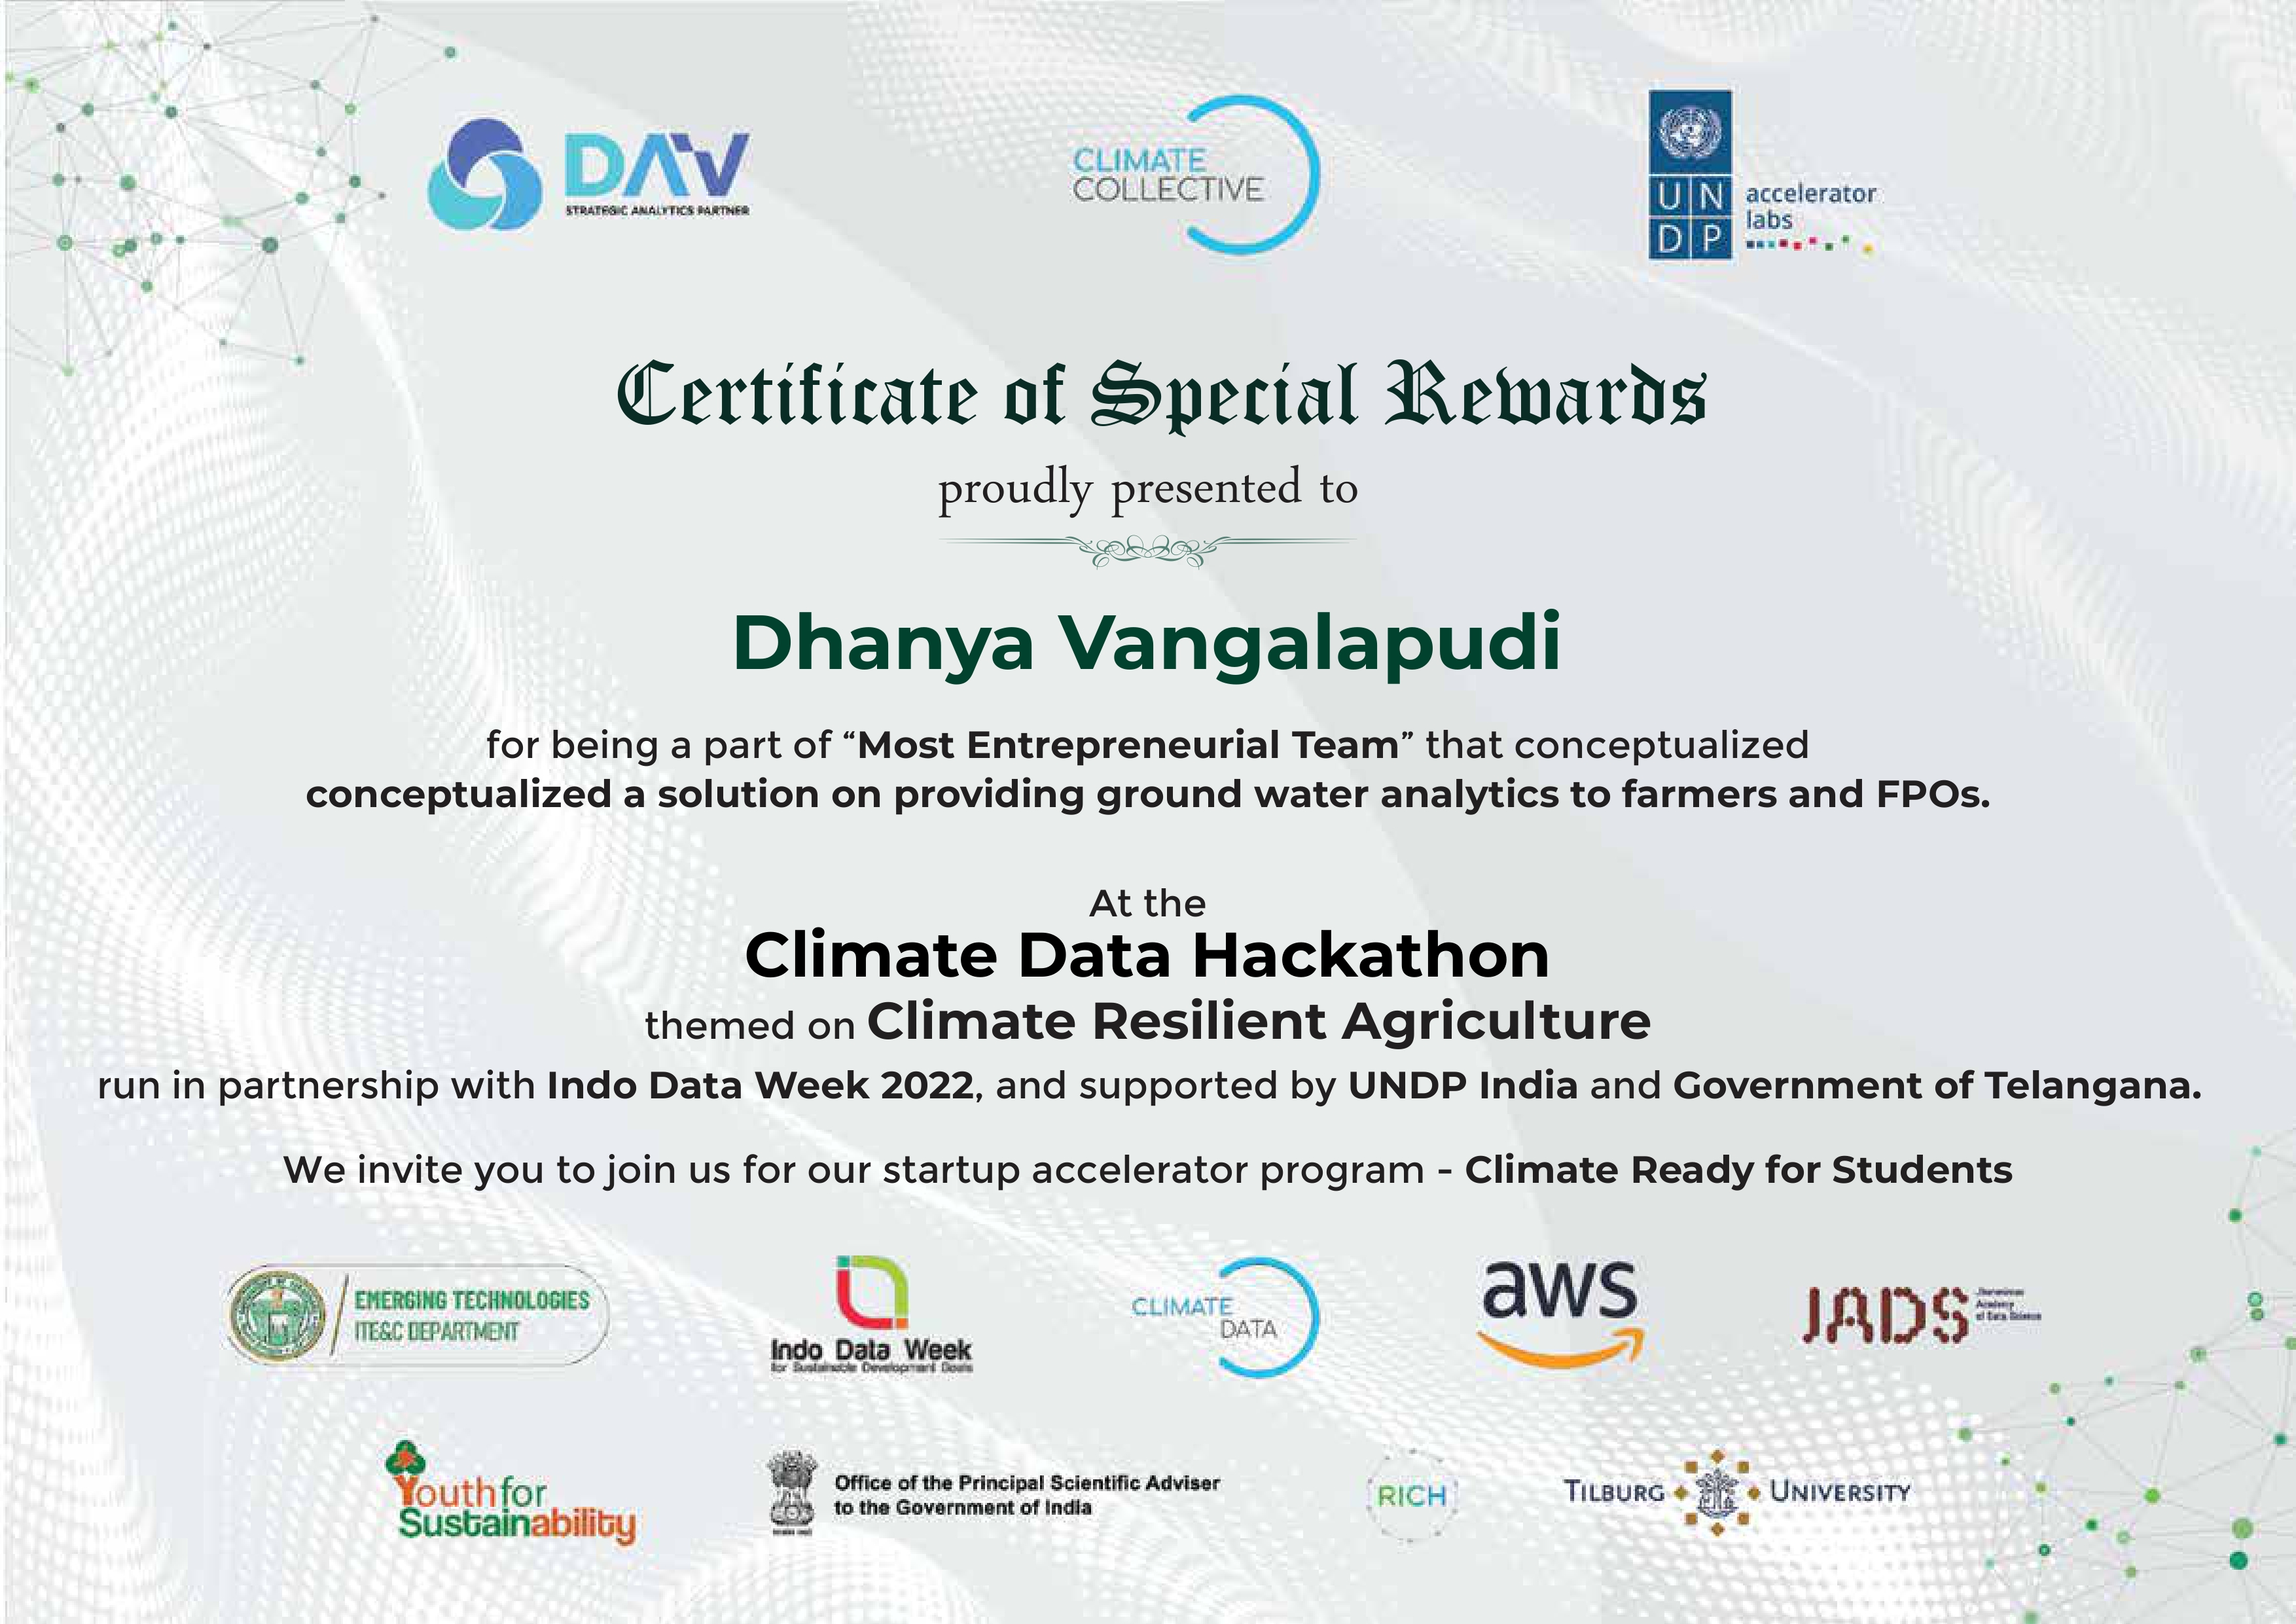 DAV
STRATEGIC ANALYTICS PARTNER
CLIMATE
COLLECTIVE
UN
DP
accelerator
labs
Certificate of Special Rewards
proudly presented to
Dhanya Vangalapudi
for being a part of “Most Entrepreneurial Team” that conceptualized
conceptualized a solution on providing ground water analytics to farmers and FPOs.
At the
Climate Data Hackathon
themed on Climate Resilient Agriculture
run in partnership with Indo Data Week 2022, and supported by UNDP India and Government of Telangana.
We invite you to join us for our startup accelerator program - Climate Ready for Students
EMERGING TECHNOLOGIES
ITE&C DEPARTMENT
Indo Data Week
for Sustainable Development Goals
CLIMATE
DATA
aws
JADS
Academy
of Data Science
Youth for
Sustainability
Office of the Principal Scientific Adviser
to the Government of India
RICH
TILBURG UNIVERSITY